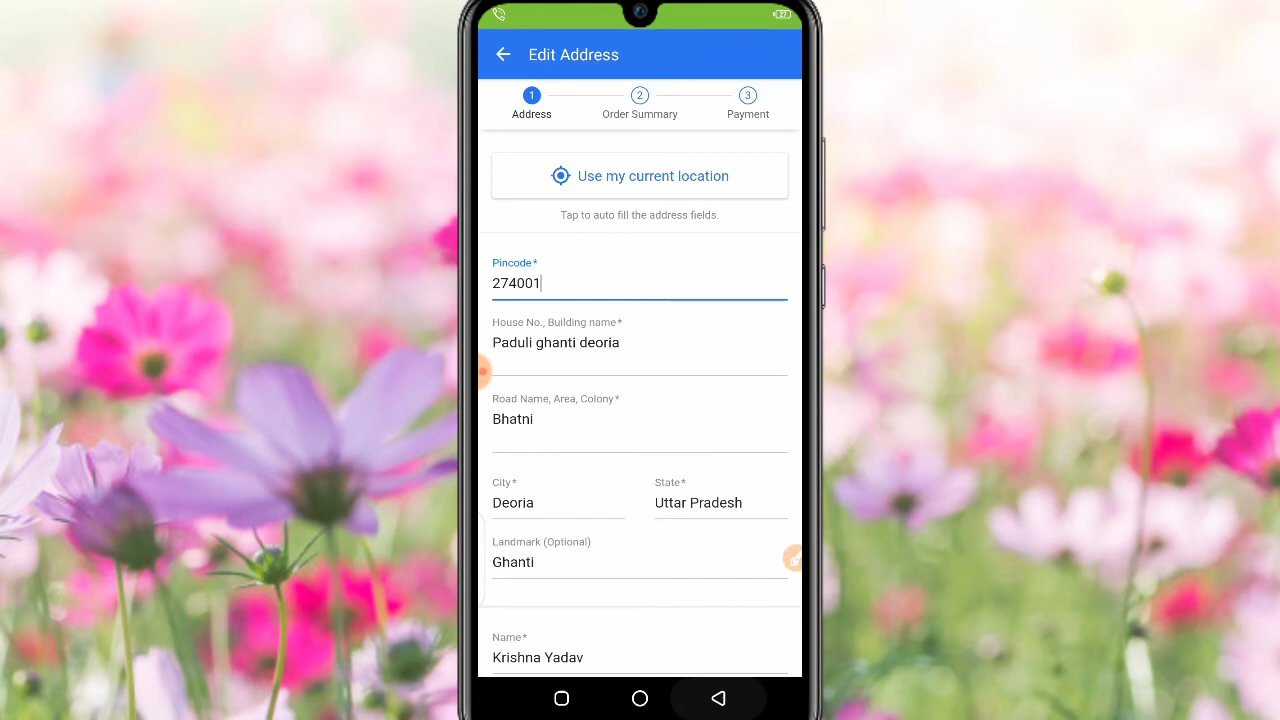 27
Edit Address
1
2
3
Address
Order Summary
Payment
Use my current location
Tap to auto fill the address fields.
Pincode*
274001
House No., Building name*
Paduli ghanti deoria
Road Name, Area, Colony*
Bhatni
City*
State*
Deoria
Uttar Pradesh
Landmark (Optional)
Ghanti
Name*
Krishna Yadav